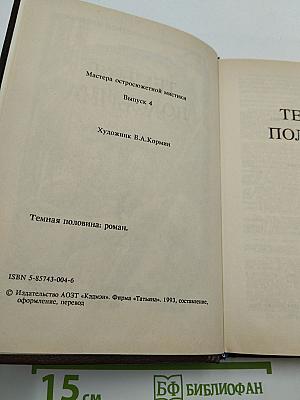 Мастера остросюжетной мистики
Выпуск 4
Художник В.А.Корман
Темная половина: роман.
ISBN 5-85743-004-6
© Издательство АОЗТ «Кэдмэн». Фирма «Татьяна». 1993, составление,
оформление, перевод
ТЕ
ПОЛ
15 см
БФ БИБЛИОФАН